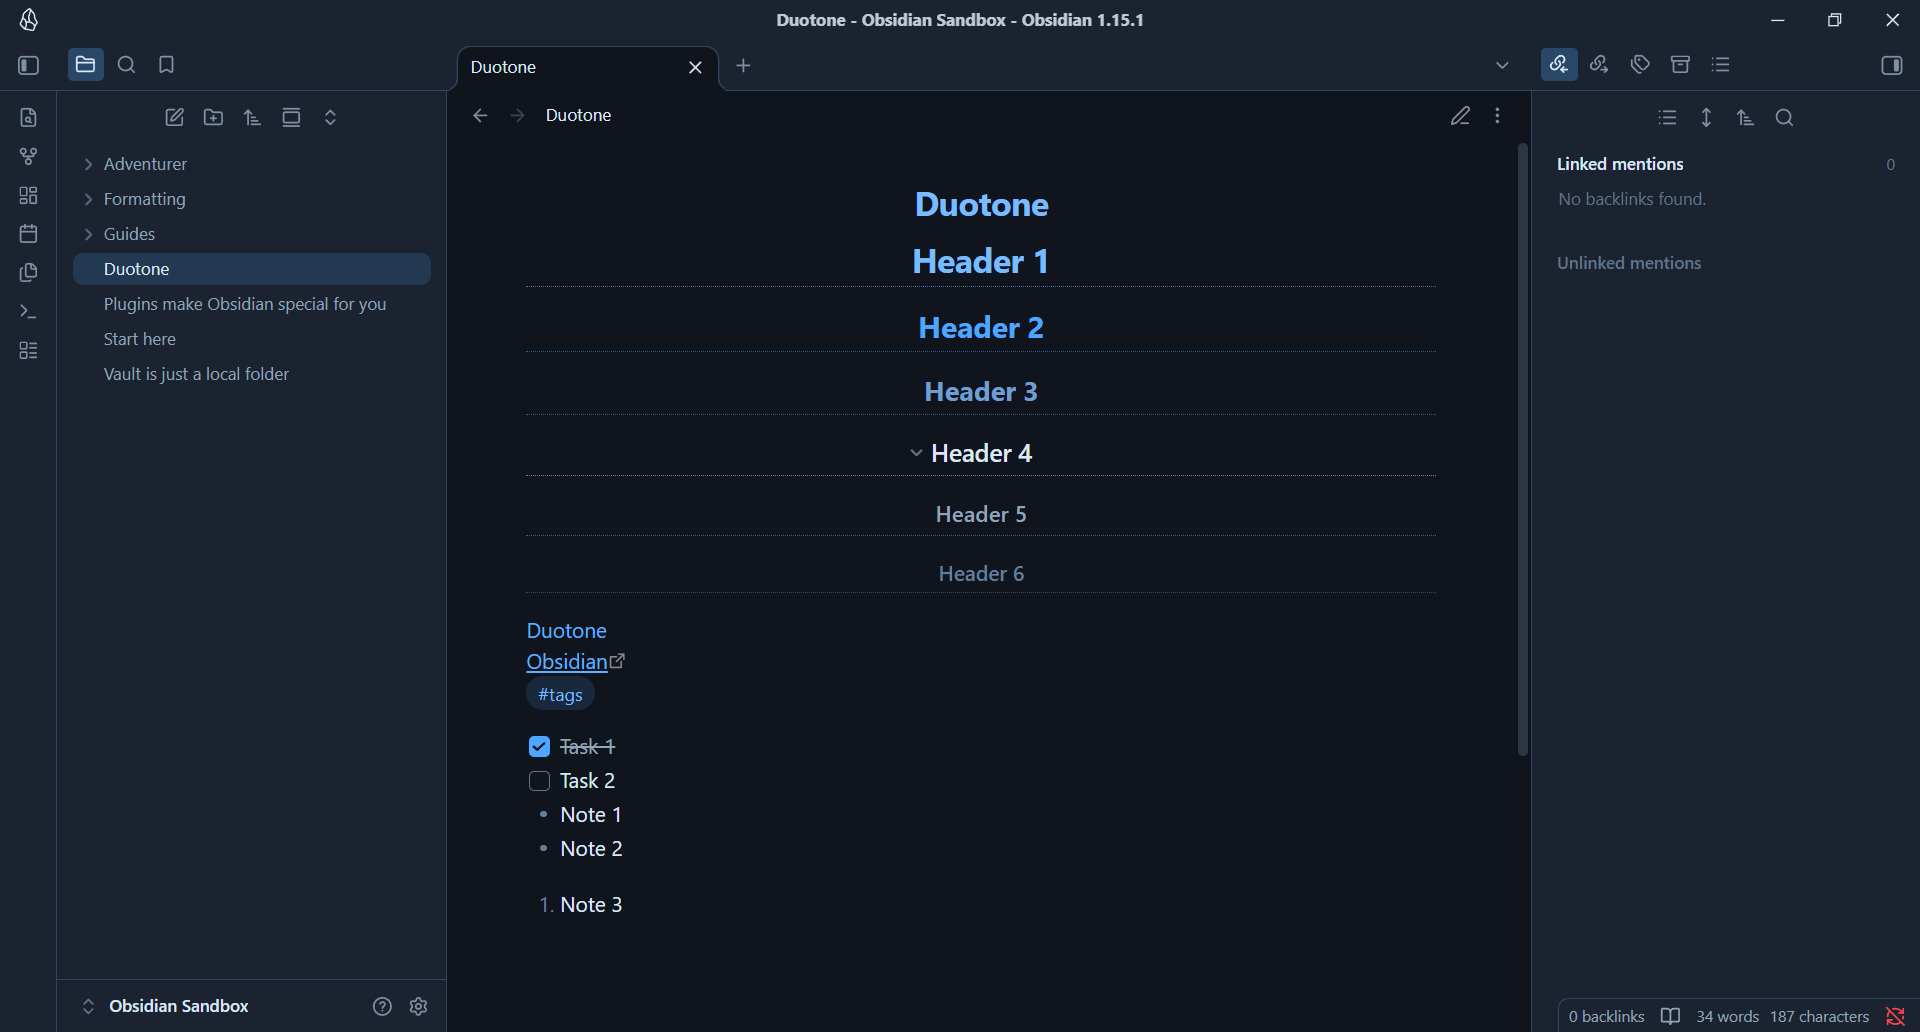 Duotone - Obsidian Sandbox - Obsidian 1.15.1
Duotone
Duotone
Adventurer
Formatting
Guides
Duotone
Plugins make Obsidian special for you
Start here
Vault is just a local folder
Obsidian Sandbox
Duotone
Header 1
Header 2
Header 3
Header 4
Header 5
Header 6
Duotone
Obsidian
#tags
Task 1
Task 2
• Note 1
• Note 2
1. Note 3
Linked mentions 0
No backlinks found.
Unlinked mentions
0 backlinks 34 words 187 characters